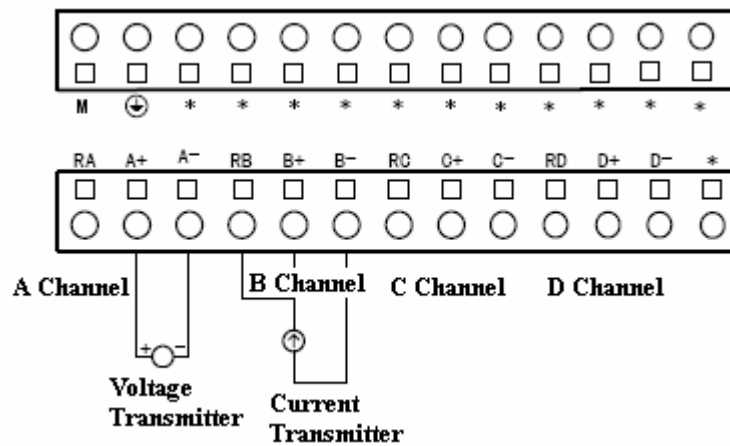 M * * * * * * * * * * *
RA A+ A− RB B+ B− RC C+ C− RD D+ D− *
A Channel B Channel C Channel D Channel
+ −
Voltage
Transmitter
Current
Transmitter